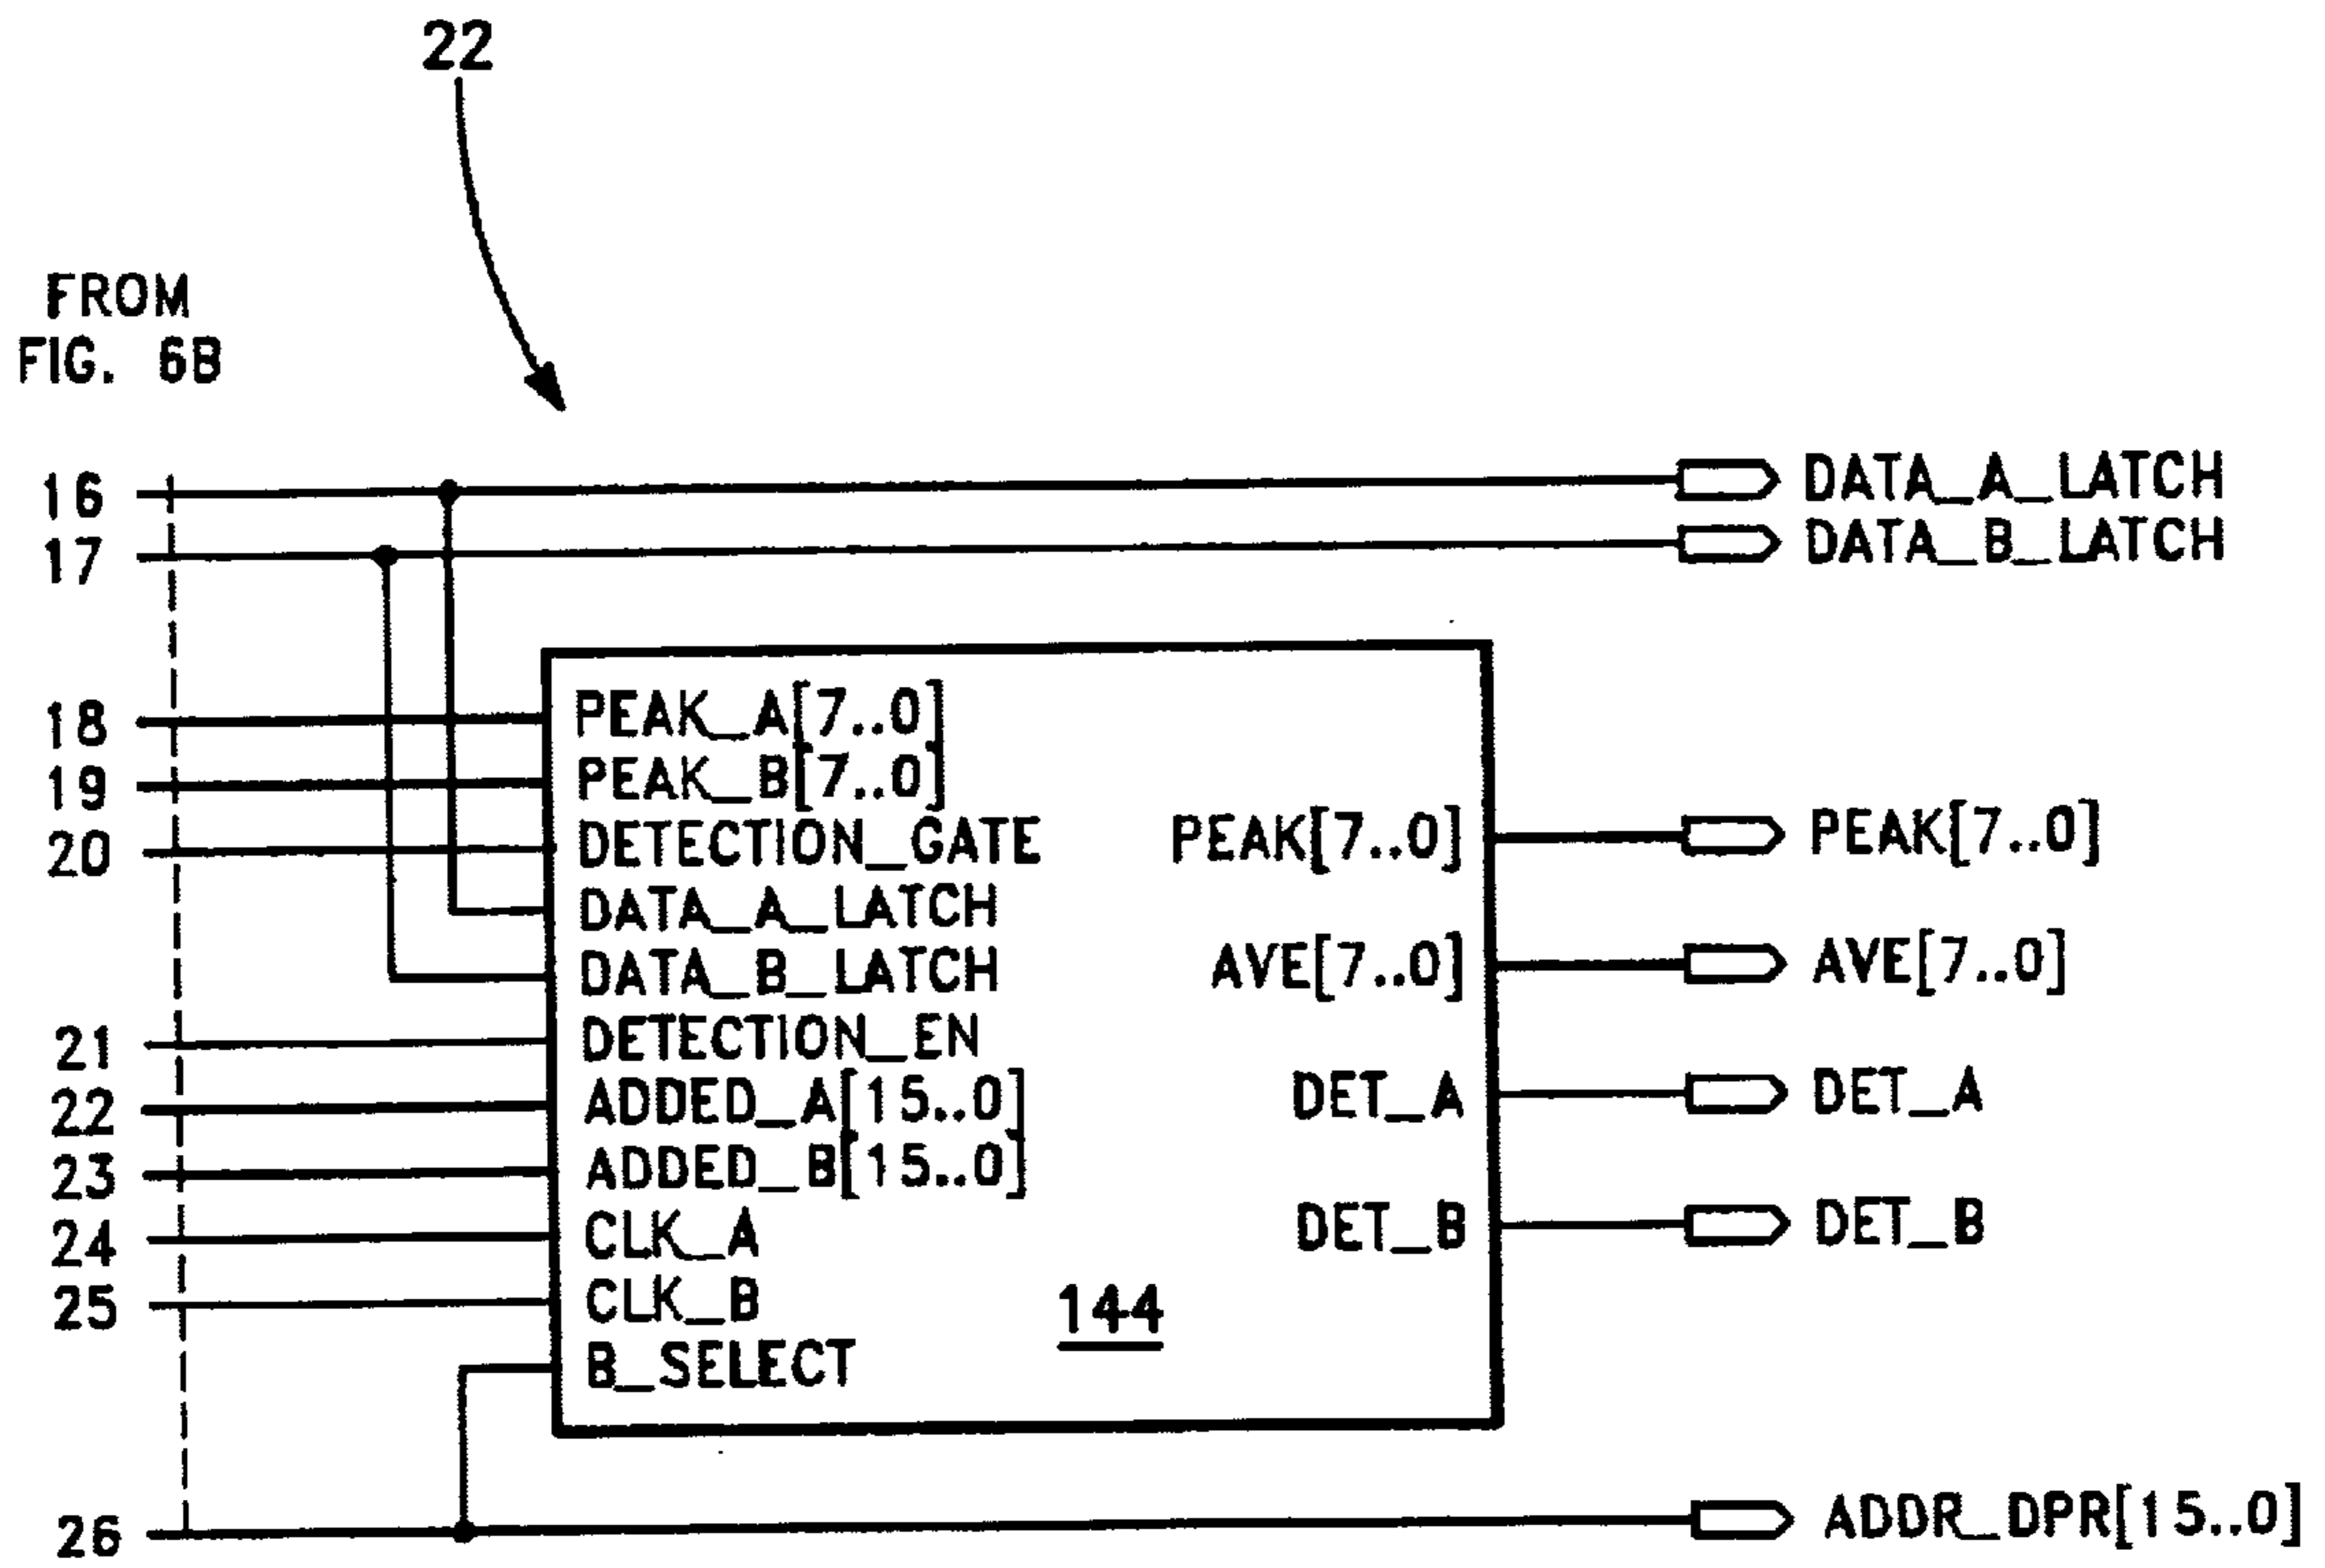 22
FROM
FIG. 6B
16
DATA_A_LATCH
17
DATA_B_LATCH
18
PEAK_A[7..0]
19
PEAK_B[7..0]
20
DETECTION_GATE
PEAK[7..0]
PEAK[7..0]
DATA_A_LATCH
DATA_B_LATCH
AVE[7..0]
AVE[7..0]
21
DETECTION_EN
22
ADDED_A[15..0]
DET_A
DET_A
23
ADDED_B[15..0]
24
CLK_A
DET_B
DET_B
25
CLK_B
144
B_SELECT
26
ADDR_DPR[15..0]